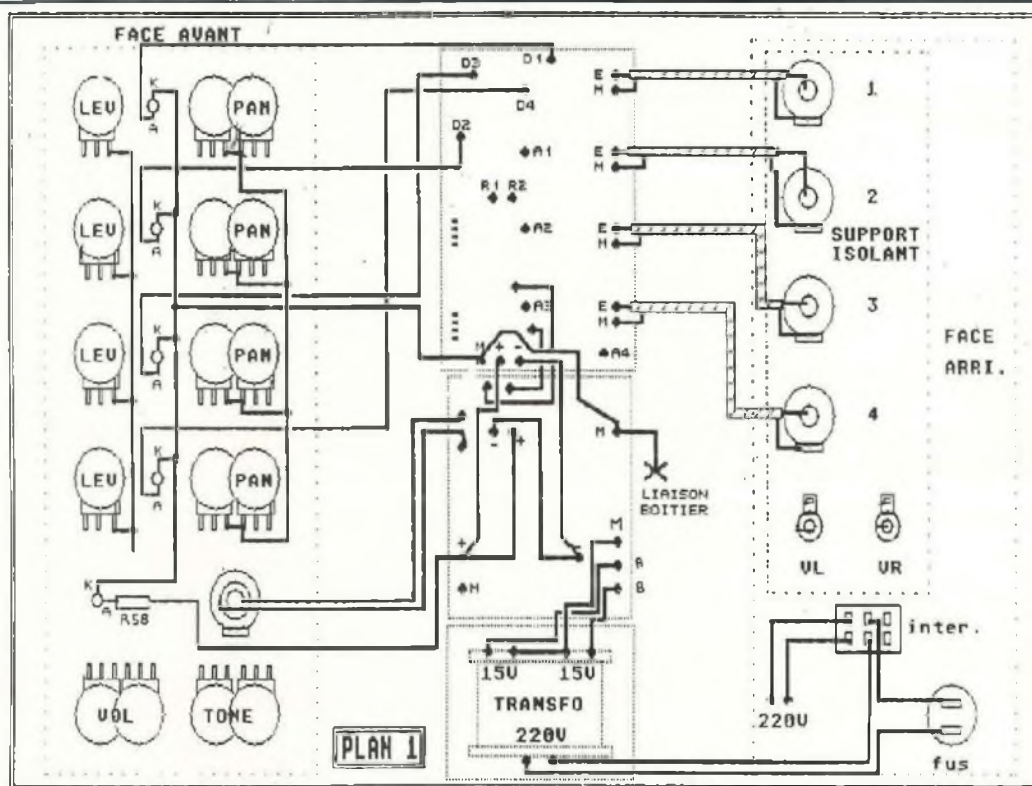 FACE AVANT
LEV
K
A
PAN
LEV
K
A
PAN
LEV
K
A
PAN
LEV
K
A
PAN
K
A
R58
VOL
TONE
PLAN 1
D1
D3
D4
D2
A1
R1 R2
A2
A3
A4
E
M
E
M
E
M
E
M
M + -
- +
M
LIAISON
BOITIER
+
-
M
M
A
B
15V
15V
TRANSFO
220V
1
2
SUPPORT
ISOLANT
3
4
FACE
ARRI.
VL
VR
inter.
220V
fus